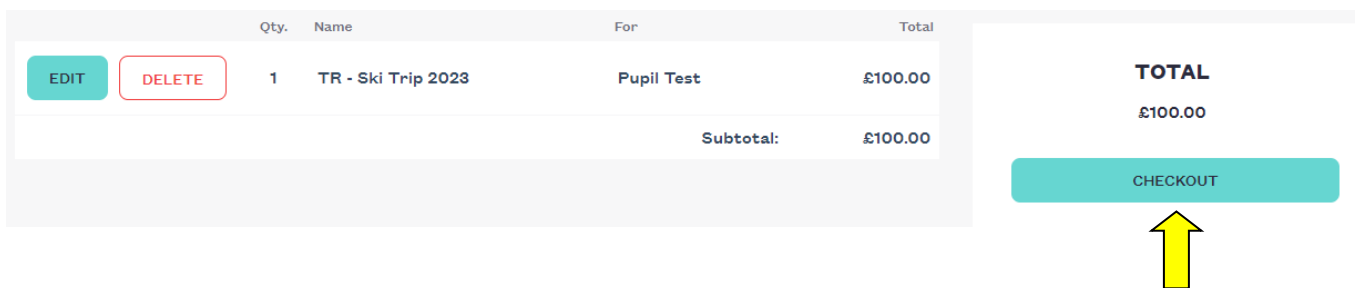 Qty. Name For Total
EDIT DELETE 1 TR - Ski Trip 2023 Pupil Test £100.00
Subtotal: £100.00
TOTAL
£100.00
CHECKOUT